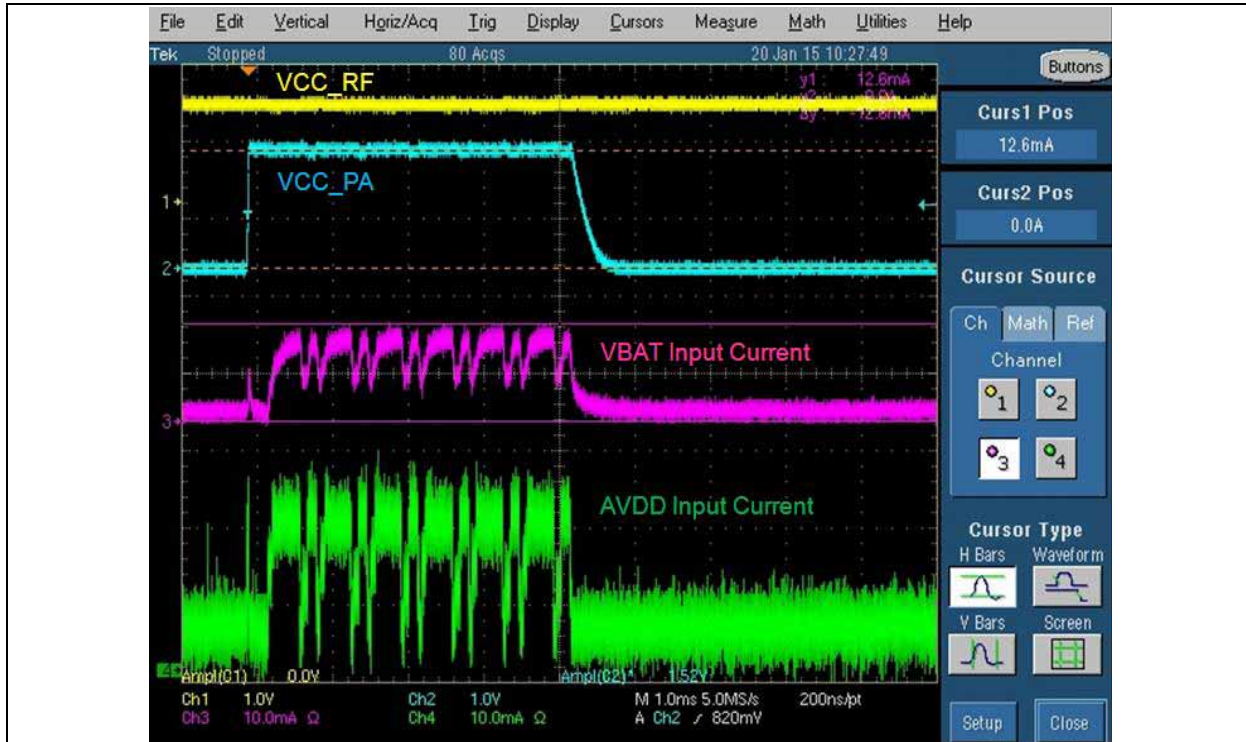 File Edit Vertical Horiz/Acq Trig Display Cursors Measure Math Utilities Help
Tek Stopped 80 Acqs 20 Jan 15 10:27:49
Buttons
VCC_RF
y1 : 12.6mA
Curs1 Pos
12.6mA
VCC_PA
Curs2 Pos
0.0A
1
2
Cursor Source
Ch Math Ref
Channel
1 2
3 4
VBAT Input Current
3
AVDD Input Current
Cursor Type
H Bars Waveform
V Bars Screen
Ampl(C1) 0.0V Ampl(C2)* 1.52V
Ch1 1.0V Ch2 1.0V M 1.0ms 5.0MS/s 200ns/pt
Ch3 10.0mA Ω Ch4 10.0mA Ω A Ch2 ⁄ 820mV
Setup Close